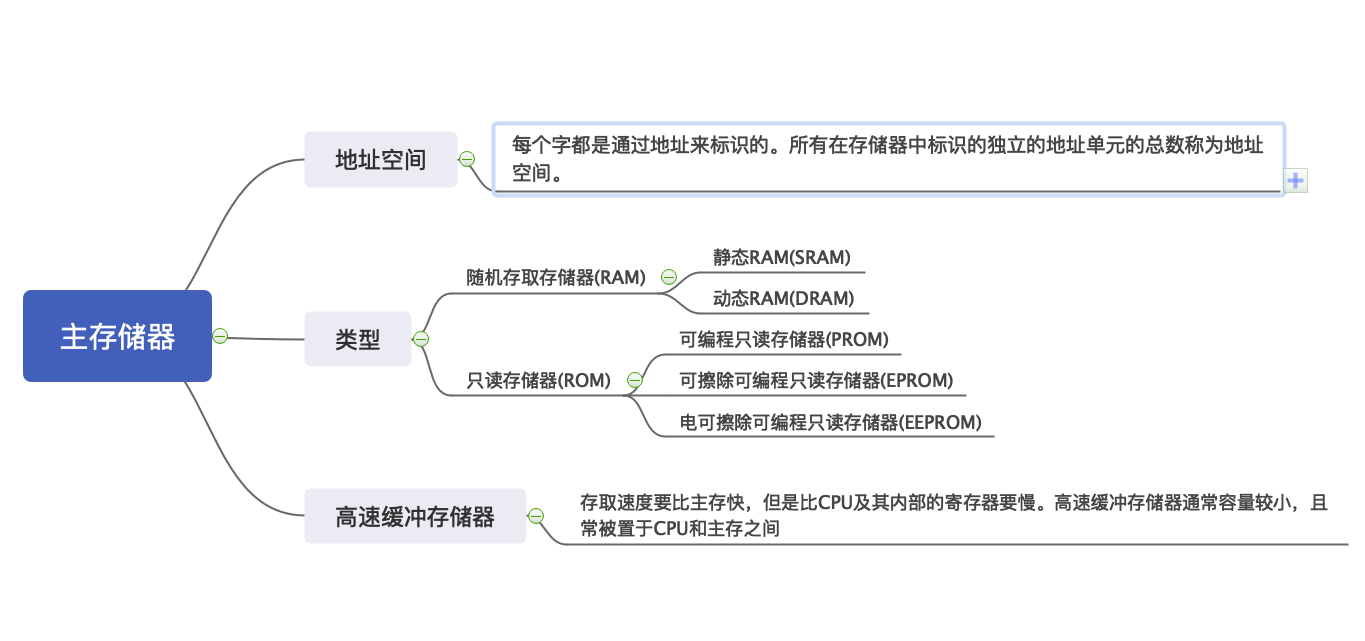 主存储器
地址空间
每个字都是通过地址来标识的。所有在存储器中标识的独立的地址单元的总数称为地址
空间。
类型
随机存取存储器(RAM)
静态RAM(SRAM)
动态RAM(DRAM)
只读存储器(ROM)
可编程只读存储器(PROM)
可擦除可编程只读存储器(EPROM)
电可擦除可编程只读存储器(EEPROM)
高速缓冲存储器
存取速度要比主存快，但是比CPU及其内部的寄存器要慢。高速缓冲存储器通常容量较小，且
常被置于CPU和主存之间